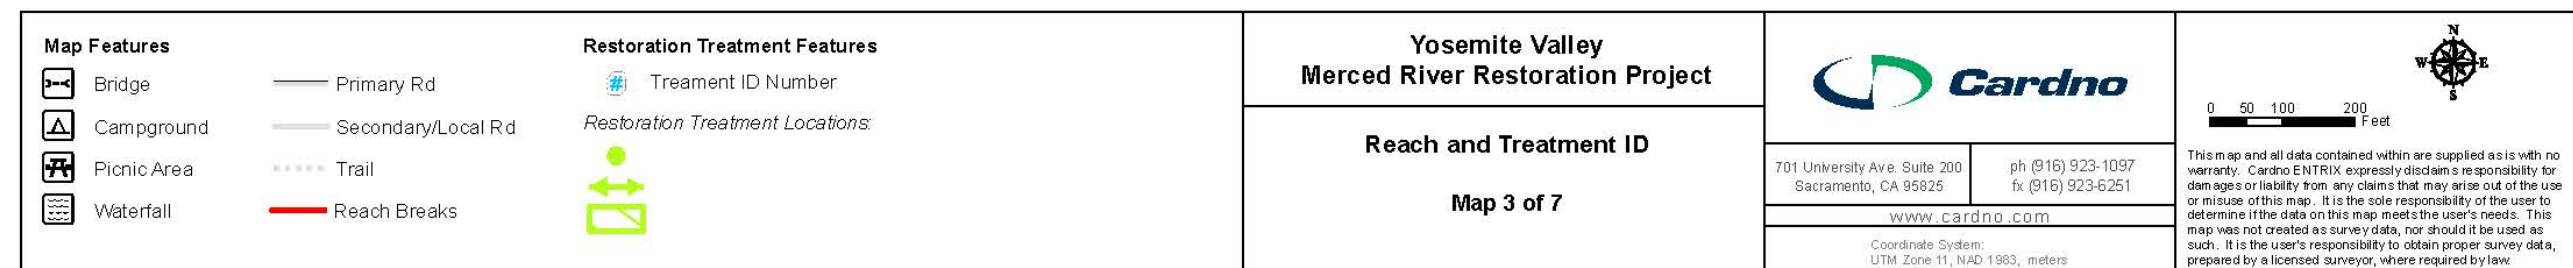 Map Features
Bridge
Campground
Picnic Area
Waterfall
Primary Rd
Secondary/Local Rd
Trail
Reach Breaks
Restoration Treatment Features
# Treament ID Number
Restoration Treatment Locations:
Yosemite Valley
Merced River Restoration Project
Reach and Treatment ID
Map 3 of 7
Cardno
701 University Ave. Suite 200
Sacramento, CA 95825
ph (916) 923-1097
fx (916) 923-6251
www.cardno.com
Coordinate System:
UTM Zone 11, NAD 1983, meters
N
W E
S
0 50 100 200
Feet
This map and all data contained within are supplied as is with no
warranty. Cardno ENTRIX expressly disclaims responsibility for
damages or liability from any claims that may arise out of the use
or misuse of this map. It is the sole responsibility of the user to
determine if the data on this map meets the user's needs. This
map was not created as survey data, nor should it be used as
such. It is the user's responsibility to obtain proper survey data,
prepared by a licensed surveyor, where required by law.